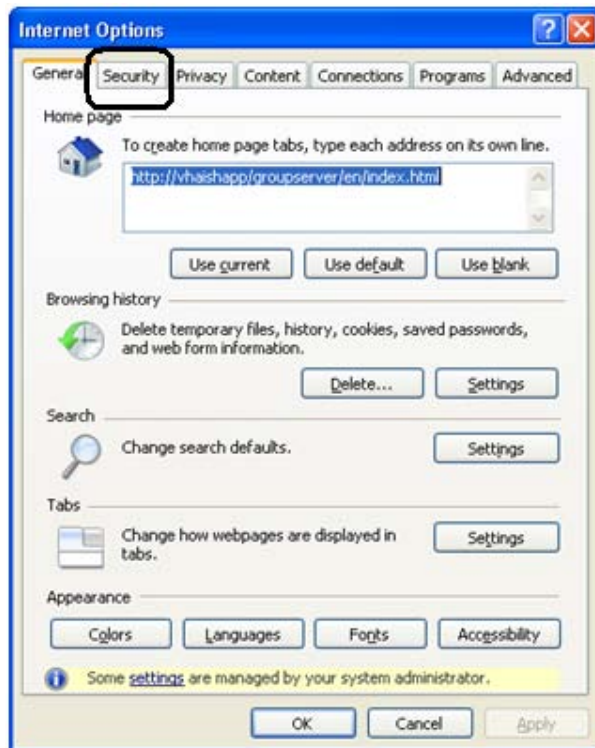 Internet Options
General Security Privacy Content Connections Programs Advanced
Home page
To create home page tabs, type each address on its own line.
http://vhaishapp/groupserver/en/index.html
Use current Use default Use blank
Browsing history
Delete temporary files, history, cookies, saved passwords,
and web form information.
Delete... Settings
Search
Change search defaults.
Settings
Tabs
Change how webpages are displayed in
tabs.
Settings
Appearance
Colors Languages Fonts Accessibility
Some settings are managed by your system administrator.
OK Cancel Apply